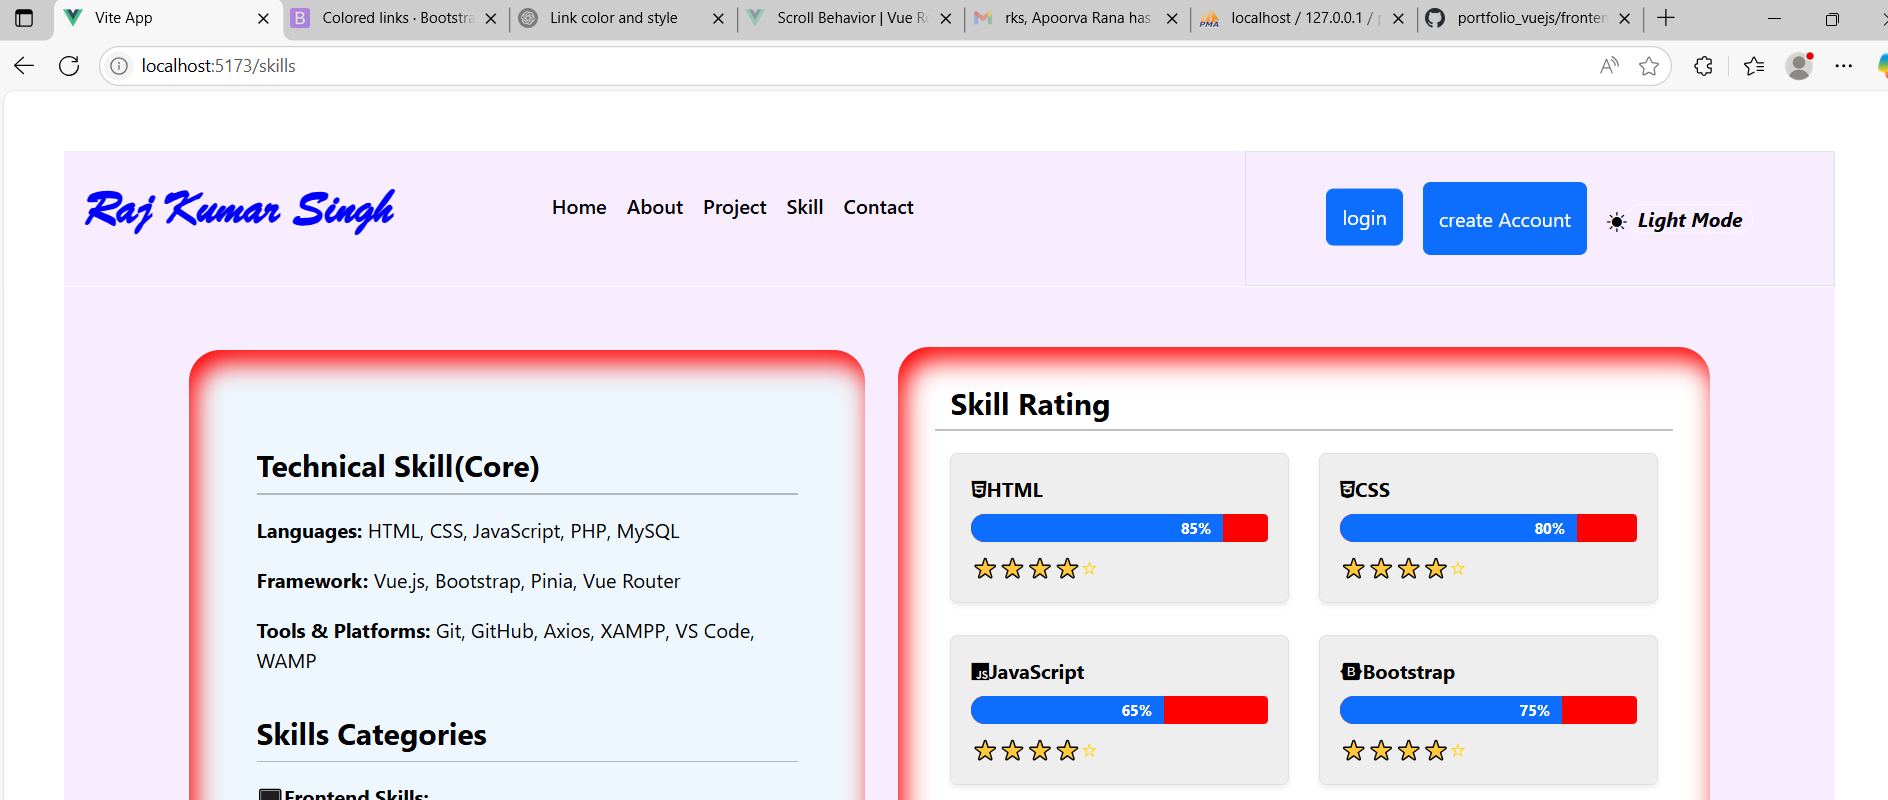 Vite App
Colored links · Bootstra
Link color and style
Scroll Behavior | Vue Ro
rks, Apoorva Rana has
localhost / 127.0.0.1 / p
portfolio_vuejs/fronten
localhost:5173/skills
Raj Kumar Singh
Home About Project Skill Contact
login
create Account
Light Mode
Technical Skill(Core)
Languages: HTML, CSS, JavaScript, PHP, MySQL
Framework: Vue.js, Bootstrap, Pinia, Vue Router
Tools & Platforms: Git, GitHub, Axios, XAMPP, VS Code,
WAMP
Skills Categories
Frontend Skills:
Skill Rating
HTML
85%
CSS
80%
JavaScript
65%
Bootstrap
75%